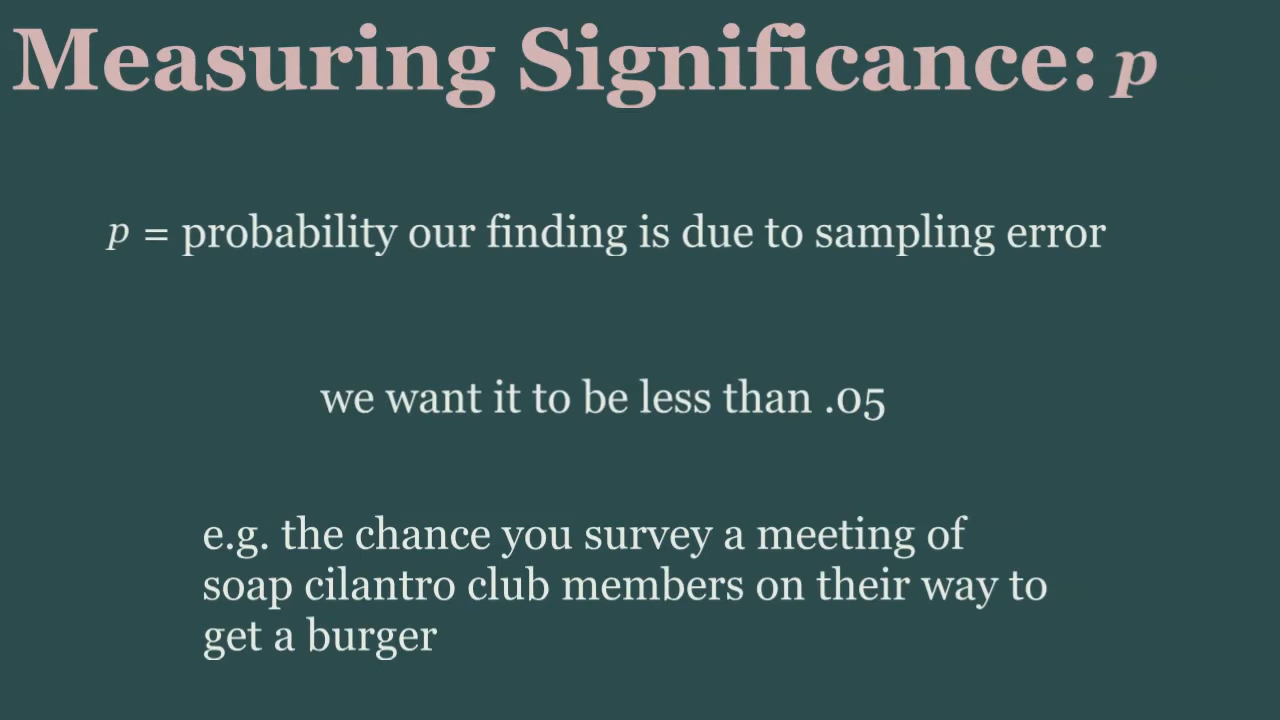 Measuring Significance: p
p = probability our finding is due to sampling error
we want it to be less than .05
e.g. the chance you survey a meeting of
soap cilantro club members on their way to
get a burger